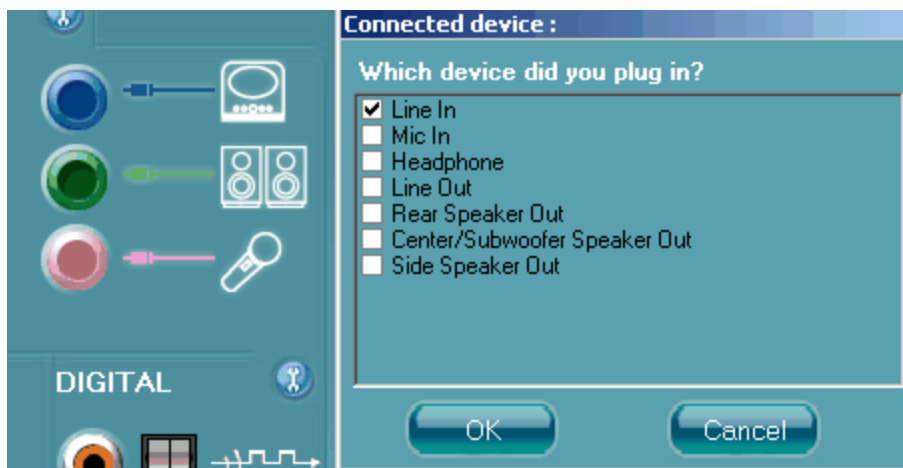 Connected device :
Which device did you plug in?
Line In
Mic In
Headphone
Line Out
Rear Speaker Out
Center/Subwoofer Speaker Out
Side Speaker Out
DIGITAL
OK
Cancel